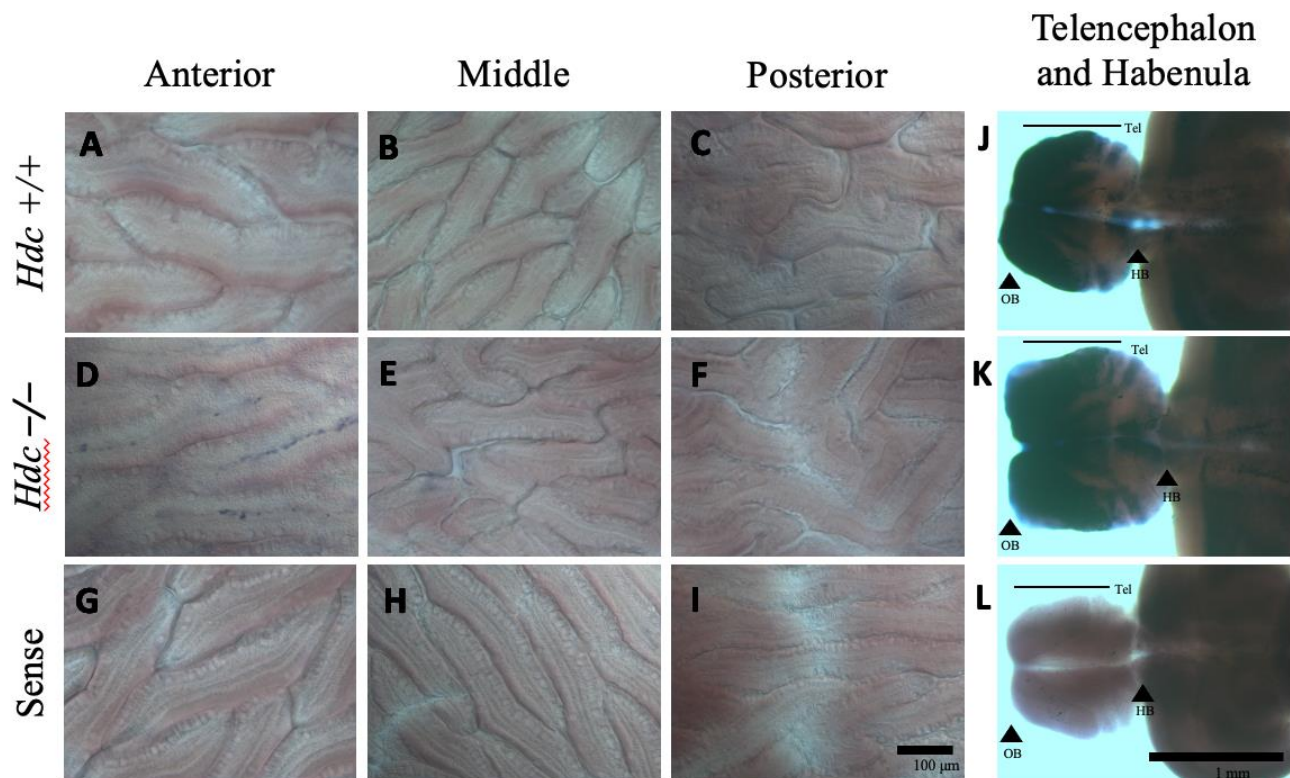 Anterior
Middle
Posterior
Telencephalon
and Habenula
Hdc +/+
A
B
C
J
Tel
HB
OB
Hdc –/–
D
E
F
K
Tel
HB
OB
Sense
G
H
I
100 μm
L
Tel
HB
OB
1 mm